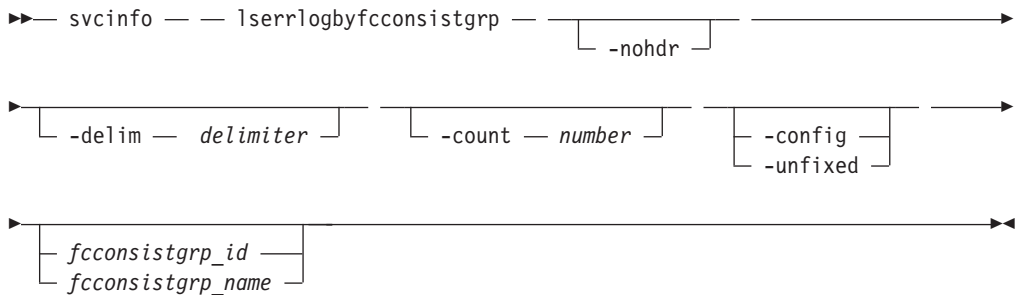 svcinfo lserrlogbyfcconsistgrp
-nohdr
-delim delimiter -count number -config
-unfixed
fcconsistgrp_id
fcconsistgrp_name